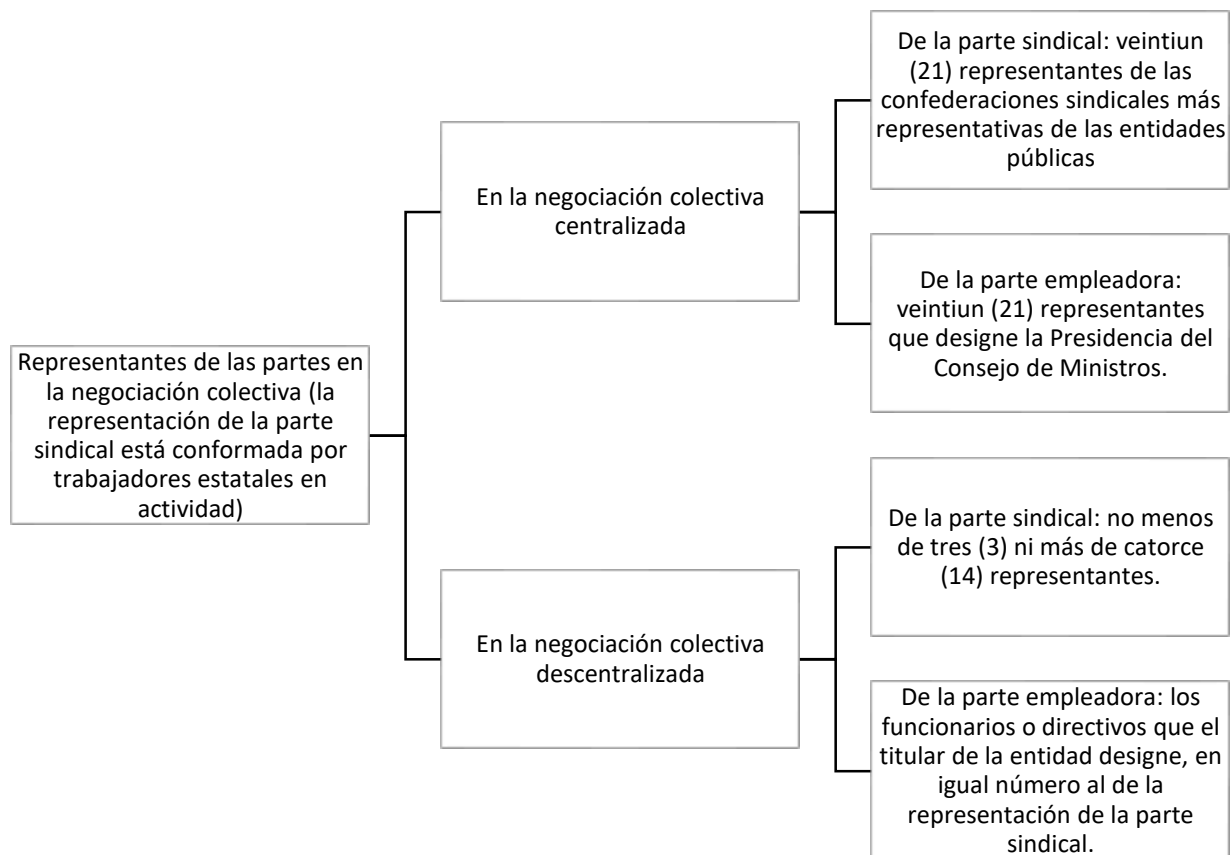 Representantes de las partes en
la negociación colectiva (la
representación de la parte
sindical está conformada por
trabajadores estatales en
actividad)
En la negociación colectiva
centralizada
De la parte sindical: veintiun
(21) representantes de las
confederaciones sindicales más
representativas de las entidades
públicas
De la parte empleadora:
veintiun (21) representantes
que designe la Presidencia del
Consejo de Ministros.
En la negociación colectiva
descentralizada
De la parte sindical: no menos
de tres (3) ni más de catorce
(14) representantes.
De la parte empleadora: los
funcionarios o directivos que el
titular de la entidad designe, en
igual número al de la
representación de la parte
sindical.